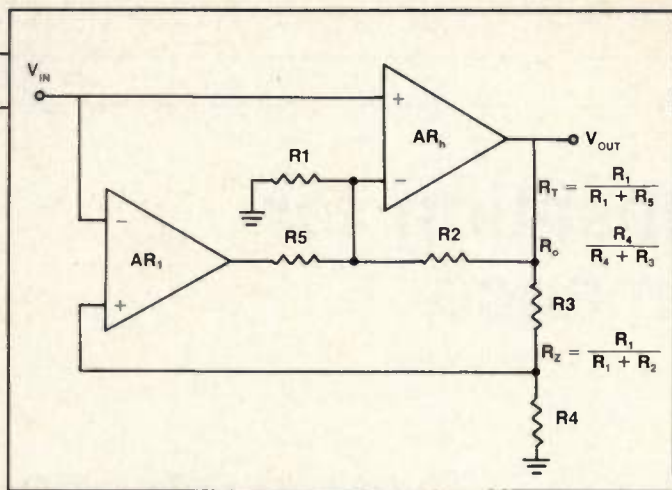 V_IN
+
AR_h
−
V_OUT
R1
R_T = R_1 / (R_1 + R_5)
−
AR_1
+
R5
R2
R_o R_4 / (R_4 + R_3)
R3
R_Z = R_1 / (R_1 + R_2)
R4